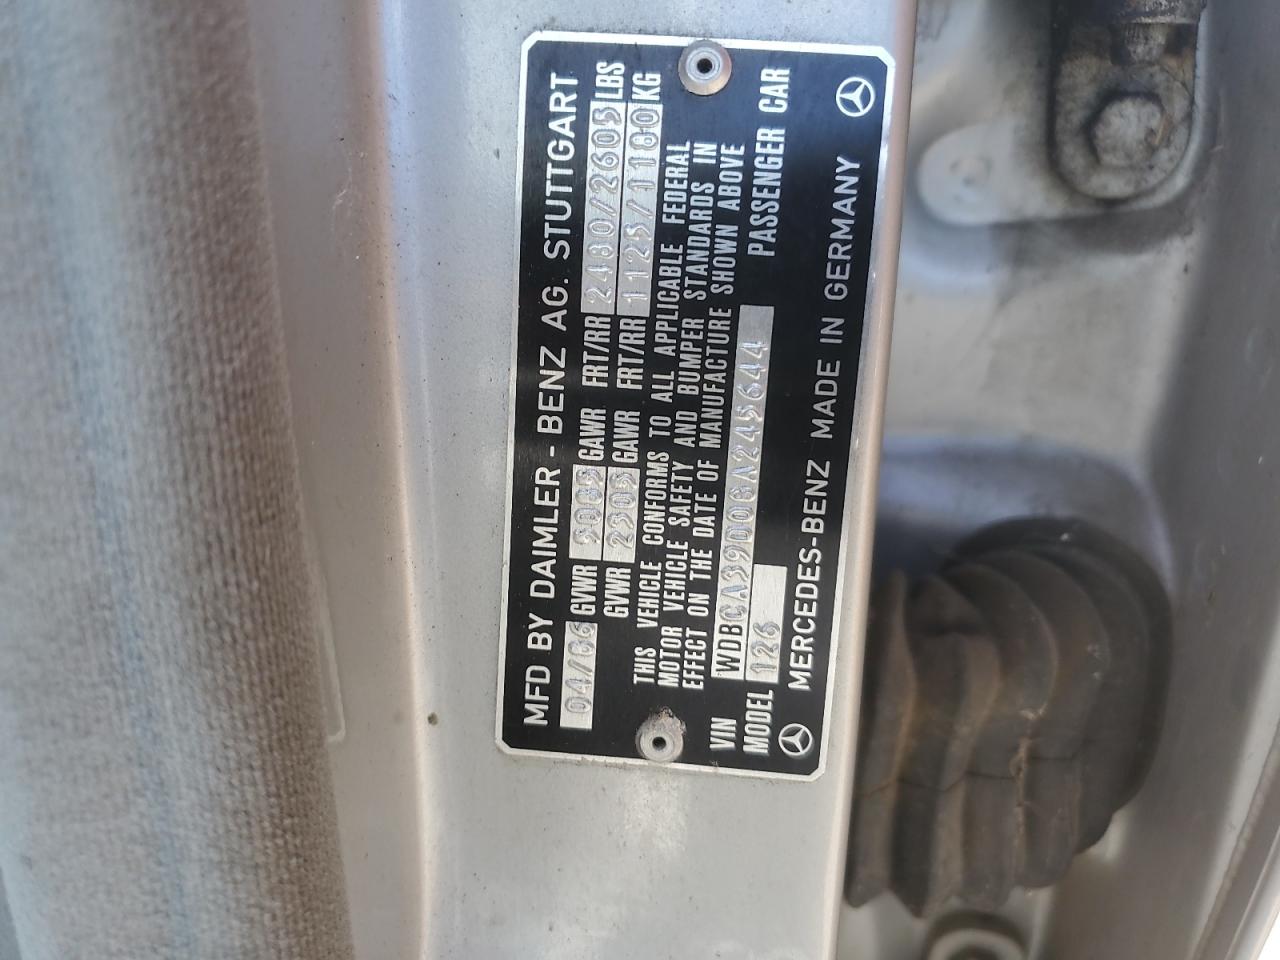 MFD BY DAIMLER - BENZ AG. STUTTGART
04/86 GVWR 5085 GAWR FRT/RR 2480/2605 LBS
GVWR 2305 GAWR FRT/RR 1125/1180 KG
THIS VEHICLE CONFORMS TO ALL APPLICABLE FEDERAL
MOTOR VEHICLE SAFETY AND BUMPER STANDARDS IN
EFFECT ON THE DATE OF MANUFACTURE SHOWN ABOVE
VIN WDBCA39D0GA245644
MODEL 126 PASSENGER CAR
MERCEDES-BENZ MADE IN GERMANY